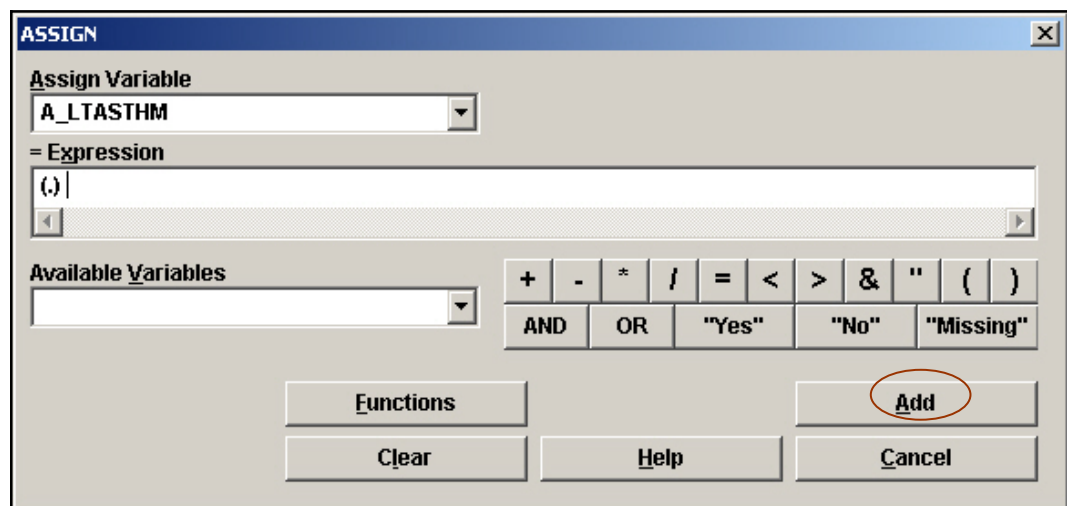 ASSIGN
Assign Variable
A_LTASTHM
= Expression
(.)
Available Variables
+ - * / = < > & " ( )
AND OR "Yes" "No" "Missing"
Functions Add
Clear Help Cancel